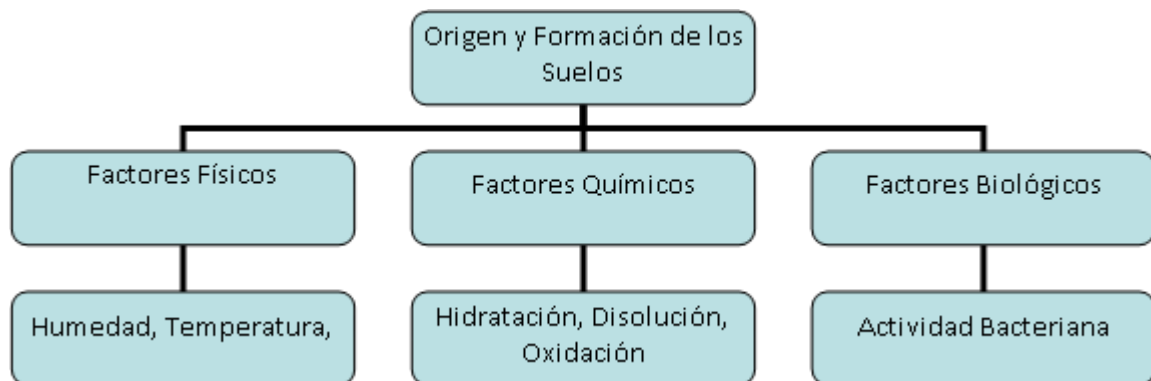 Origen y Formación de los
Suelos
Factores Físicos
Factores Químicos
Factores Biológicos
Humedad, Temperatura,
Hidratación, Disolución,
Oxidación
Actividad Bacteriana